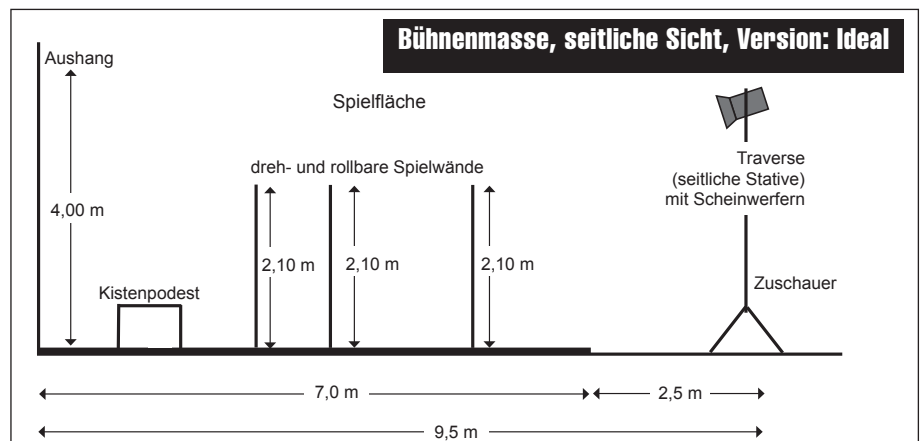 Bühnenmasse, seitliche Sicht, Version: Ideal
Aushang
Spielfläche
dreh- und rollbare Spielwände
Traverse
(seitliche Stative)
mit Scheinwerfern
4,00 m
2,10 m
2,10 m
2,10 m
Kistenpodest
Zuschauer
7,0 m
2,5 m
9,5 m